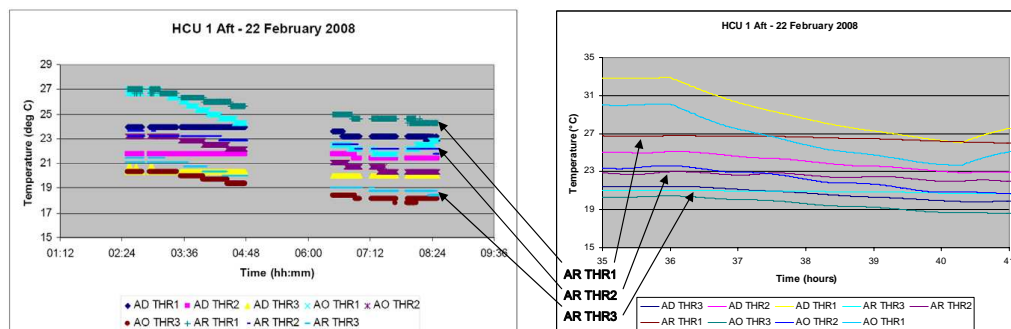 HCU 1 Aft - 22 February 2008
Temperature (deg C)
29
27
25
23
21
19
17
15
01:12 02:24 03:36 04:48 06:00 07:12 08:24 09:36
Time (hh:mm)
AD THR1 AD THR2 AD THR3 AO THR1 AO THR2
AO THR3 AR THR1 AR THR2 AR THR3
AR THR1
AR THR2
AR THR3
HCU 1 Aft - 22 February 2008
Temperature (°C)
35
31
27
23
19
15
35 36 37 38 39 40 41
Time (hours)
AD THR3 AD THR2 AD THR1 AR THR3 AR THR2
AR THR1 AO THR3 AO THR2 AO THR1